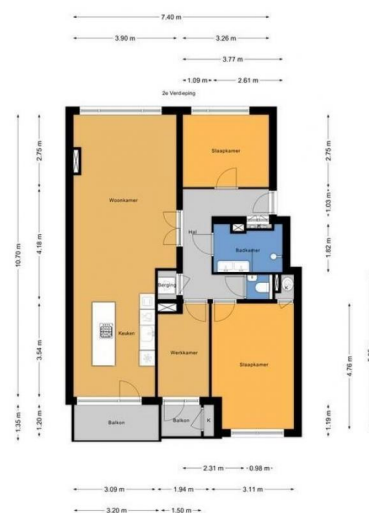 7.40 m
3.90 m
3.26 m
3.77 m
1.09 m
2.61 m
2e Verdieping
10.70 m
2.75 m
4.18 m
3.54 m
1.35 m
1.20 m
Slaapkamer
Woonkamer
Hal
Badkamer
Berging
Keuken
Werkkamer
Slaapkamer
Balkon
Balkon
K
2.75 m
1.03 m
1.82 m
4.76 m
1.19 m
2.31 m
0.98 m
3.09 m
1.94 m
3.11 m
3.20 m
1.50 m